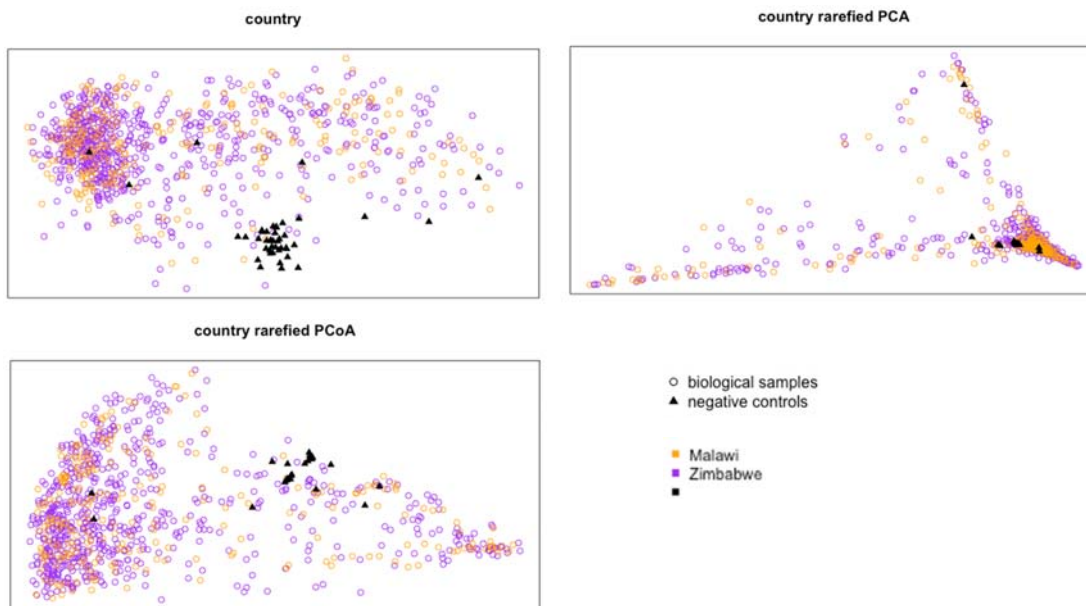 country
country rarefied PCA
country rarefied PCoA
biological samples
negative controls
Malawi
Zimbabwe